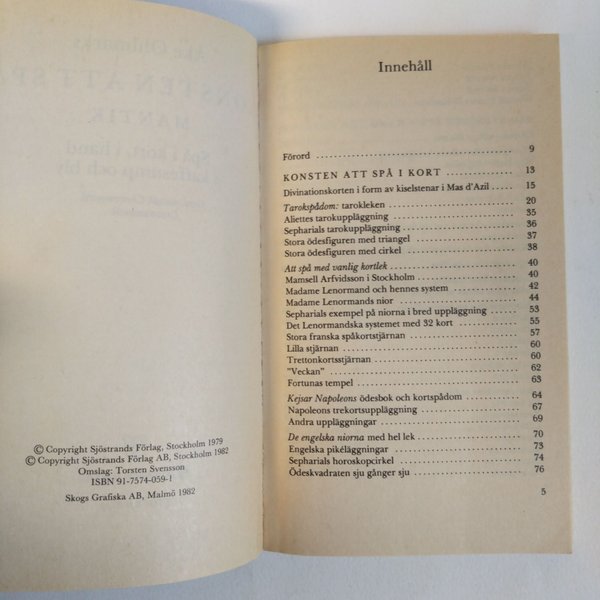 © Copyright Sjöstrands Förlag, Stockholm 1979
© Copyright Sjöstrands Förlag AB, Stockholm 1982
Omslag: Torsten Svensson
ISBN 91-7574-059-1
Skogs Grafiska AB, Malmö 1982
Innehåll
Förord 9
KONSTEN ATT SPÅ I KORT 13
Divinationskorten i form av kiselstenar i Mas d'Azil 15
Tarokspådom: tarokleken 20
Aliettes tarokuppläggning 35
Sepharials tarokuppläggning 36
Stora ödesfiguren med triangel 37
Stora ödesfiguren med cirkel 38
Att spå med vanlig kortlek 40
Mamsell Arfvidsson i Stockholm 40
Madame Lenormand och hennes system 42
Madame Lenormands nior 44
Sepharials exempel på niorna i bred uppläggning 53
Det Lenormandska systemet med 32 kort 55
Stora franska spåkortstjärnan 57
Lilla stjärnan 60
Trettonkortsstjärnan 60
"Veckan" 62
Fortunas tempel 63
Kejsar Napoleons ödesbok och kortspådom 64
Napoleons trekortsuppläggning 67
Andra uppläggningar 69
De engelska niorna med hel lek 70
Engelska pikéläggningar 73
Sepharials horoskopcirkel 74
Ödeskvadraten sju gånger sju 76
5